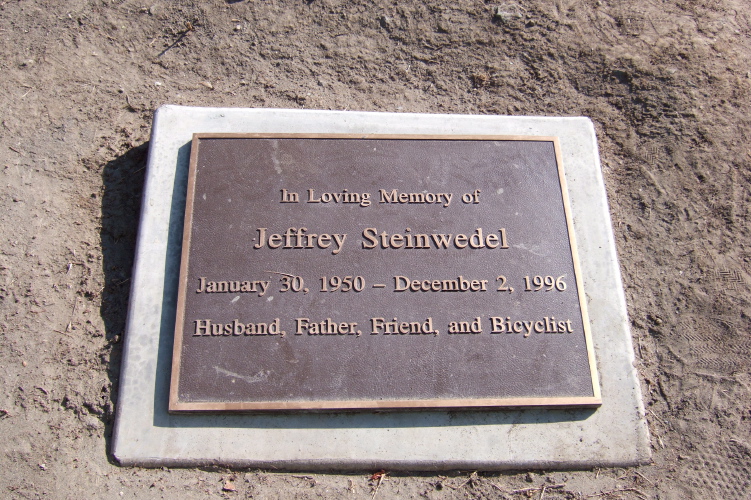 In Loving Memory of
Jeffrey Steinwedel
January 30, 1950 – December 2, 1996
Husband, Father, Friend, and Bicyclist